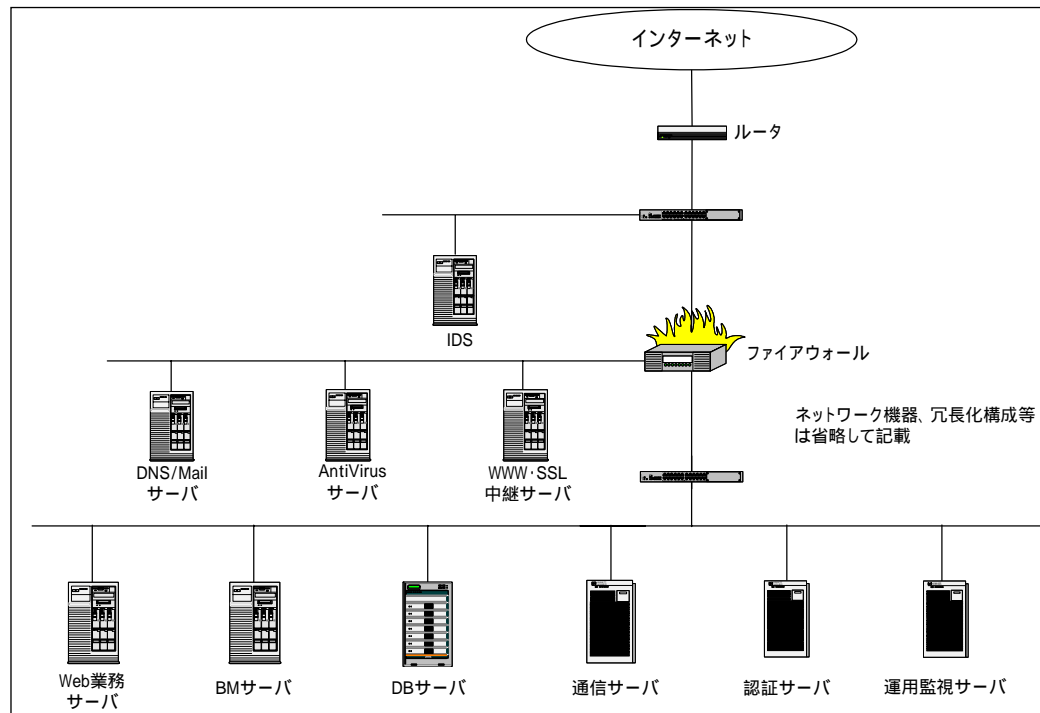 インターネット
ルータ
IDS
ファイアウォール
ネットワーク機器、冗長化構成等
は省略して記載
DNS/Mail
サーバ
AntiVirus
サーバ
WWW・SSL
中継サーバ
Web業務
サーバ
BMサーバ
DBサーバ
通信サーバ
認証サーバ
運用監視サーバ